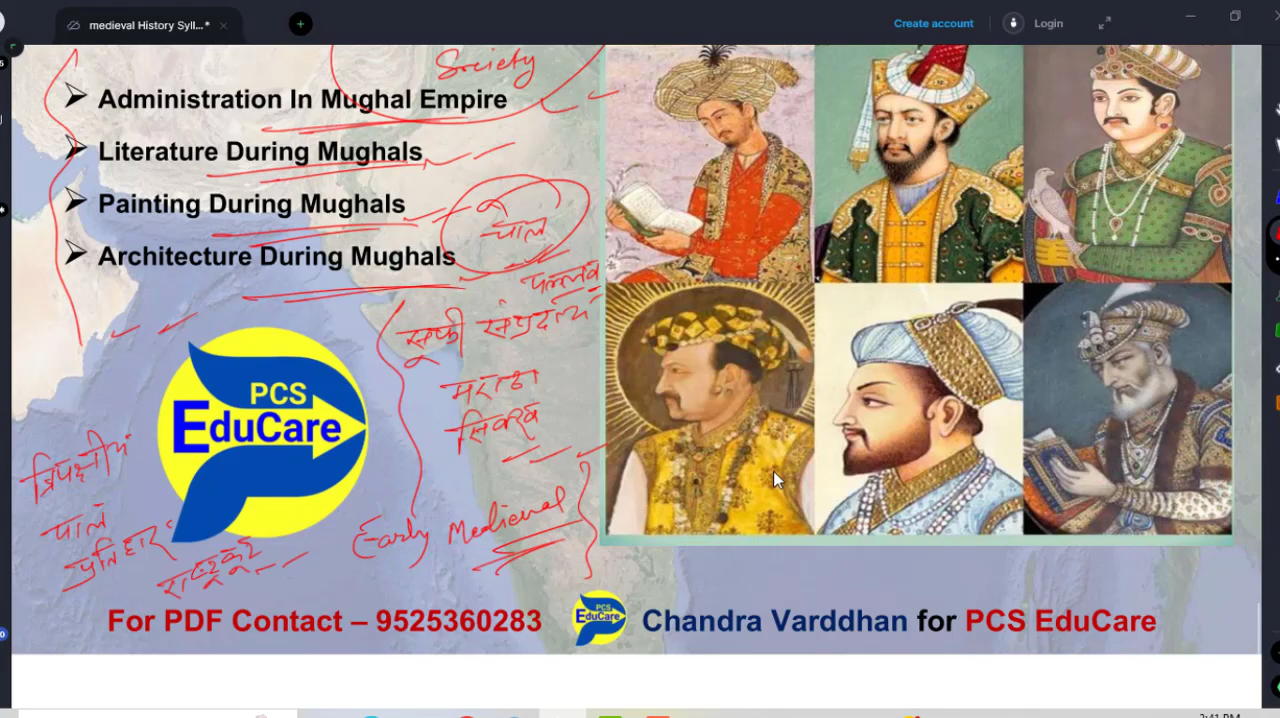 medieval History Syll...*
Create account
Login
Society
Administration In Mughal Empire
Literature During Mughals
Painting During Mughals
Architecture During Mughals
चोल
पल्लव
सूफी संप्रदाय
मराठा
सिक्ख
PCS
EduCare
त्रिपक्षीय
पाल
प्रतिहार
राष्ट्रकूट
Early Medieval
For PDF Contact – 9525360283
PCS
EduCare
Chandra Varddhan for PCS EduCare